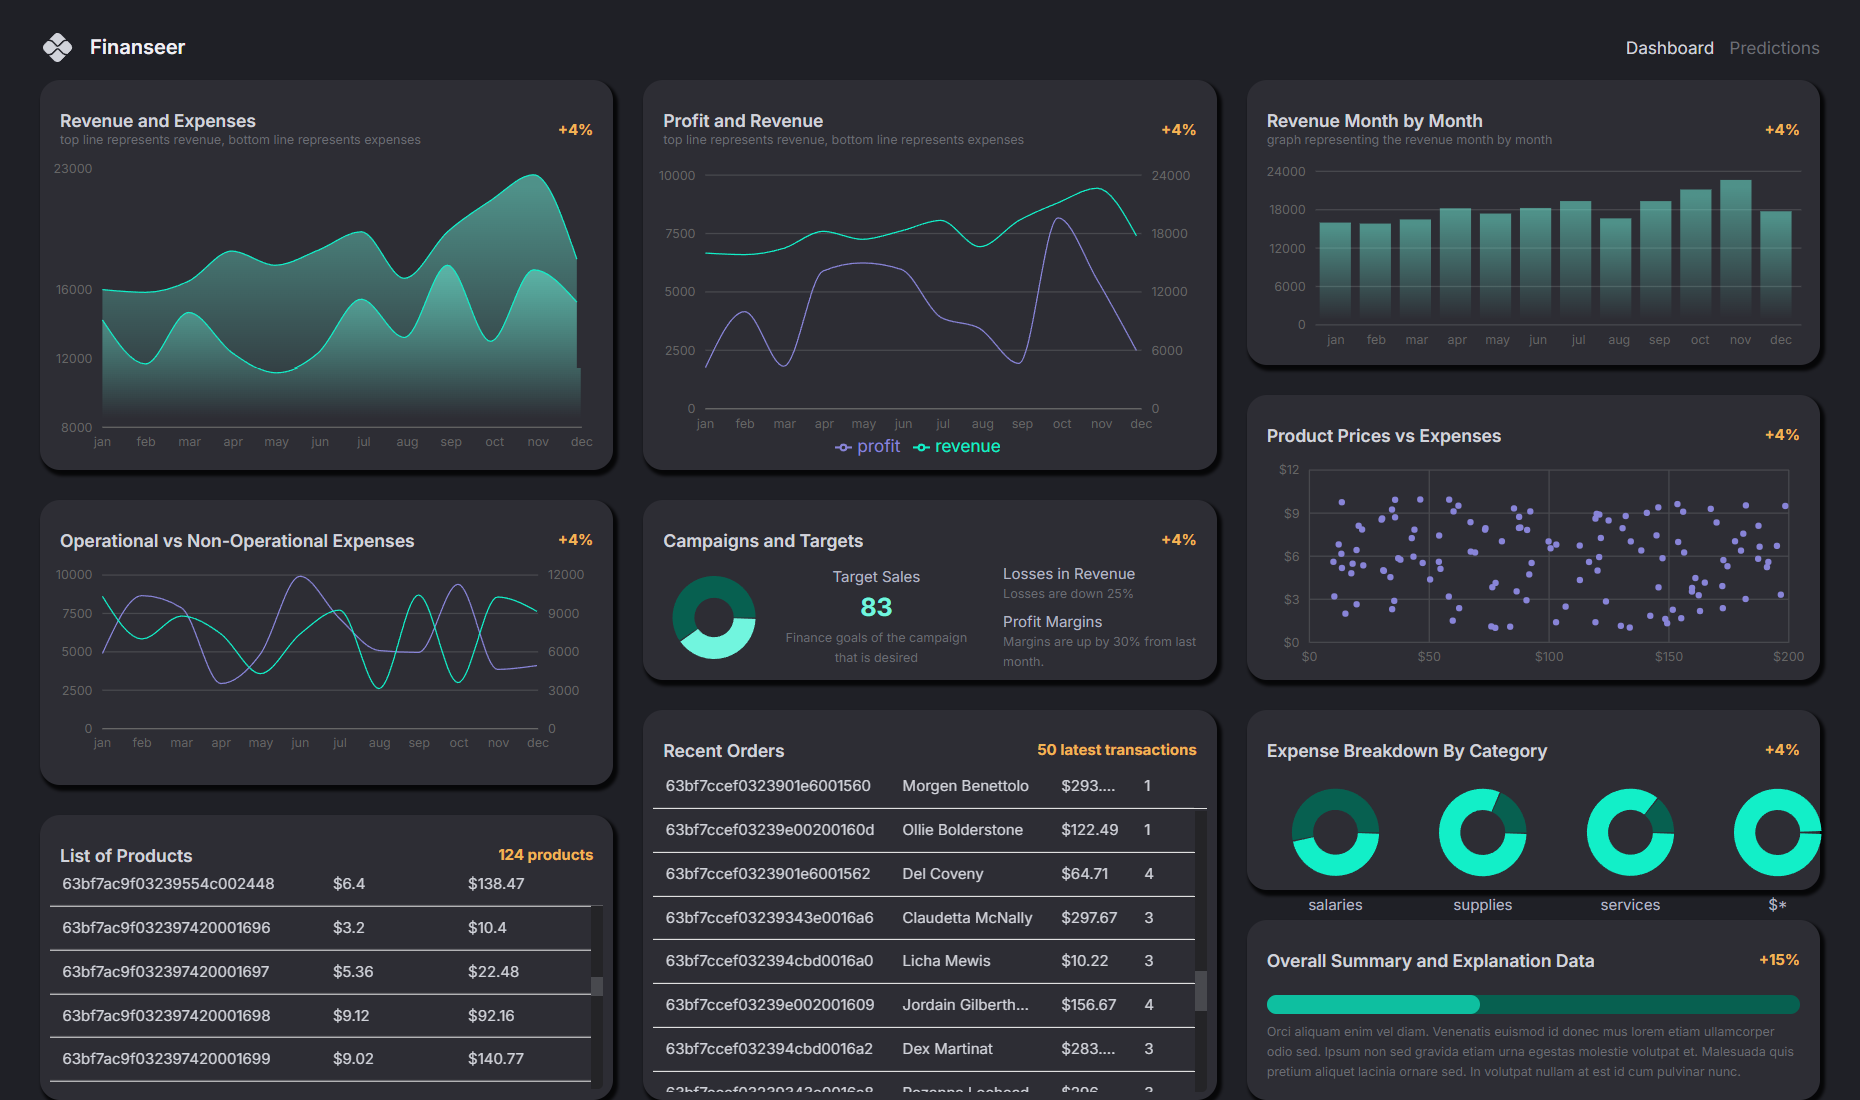 Finanseer
Dashboard Predictions
Revenue and Expenses
top line represents revenue, bottom line represents expenses
+4%
23000
16000
12000
8000
jan feb mar apr may jun jul aug sep oct nov dec
Profit and Revenue
top line represents revenue, bottom line represents expenses
+4%
10000 24000
7500 18000
5000 12000
2500 6000
0 0
jan feb mar apr may jun jul aug sep oct nov dec
profit revenue
Revenue Month by Month
graph representing the revenue month by month
+4%
24000
18000
12000
6000
0
jan feb mar apr may jun jul aug sep oct nov dec
Operational vs Non-Operational Expenses
+4%
10000 12000
7500 9000
5000 6000
2500 3000
0 0
jan feb mar apr may jun jul aug sep oct nov dec
Campaigns and Targets
+4%
Target Sales
83
Finance goals of the campaign
that is desired
Losses in Revenue
Losses are down 25%
Profit Margins
Margins are up by 30% from last
month.
Product Prices vs Expenses
+4%
$12
$9
$6
$3
$0
$0 $50 $100 $150 $200
List of Products
124 products
63bf7ac9f03239554c002448 $6.4 $138.47
63bf7ac9f032397420001696 $3.2 $10.4
63bf7ac9f032397420001697 $5.36 $22.48
63bf7ac9f032397420001698 $9.12 $92.16
63bf7ac9f032397420001699 $9.02 $140.77
Recent Orders
50 latest transactions
63bf7ccef0323901e6001560 Morgen Benettolo $293.... 1
63bf7ccef03239e00200160d Ollie Bolderstone $122.49 1
63bf7ccef0323901e6001562 Del Coveny $64.71 4
63bf7ccef03239343e0016a6 Claudetta McNally $297.67 3
63bf7ccef032394cbd0016a0 Licha Mewis $10.22 3
63bf7ccef03239e002001609 Jordain Gilberth... $156.67 4
63bf7ccef032394cbd0016a2 Dex Martinat $283.... 3
Expense Breakdown By Category
+4%
salaries supplies services $*
Overall Summary and Explanation Data
+15%
Orci aliquam enim vel diam. Venenatis euismod id donec mus lorem etiam ullamcorper
odio sed. Ipsum non sed gravida etiam urna egestas molestie volutpat et. Malesuada quis
pretium aliquet lacinia ornare sed. In volutpat nullam at est id cum pulvinar nunc.